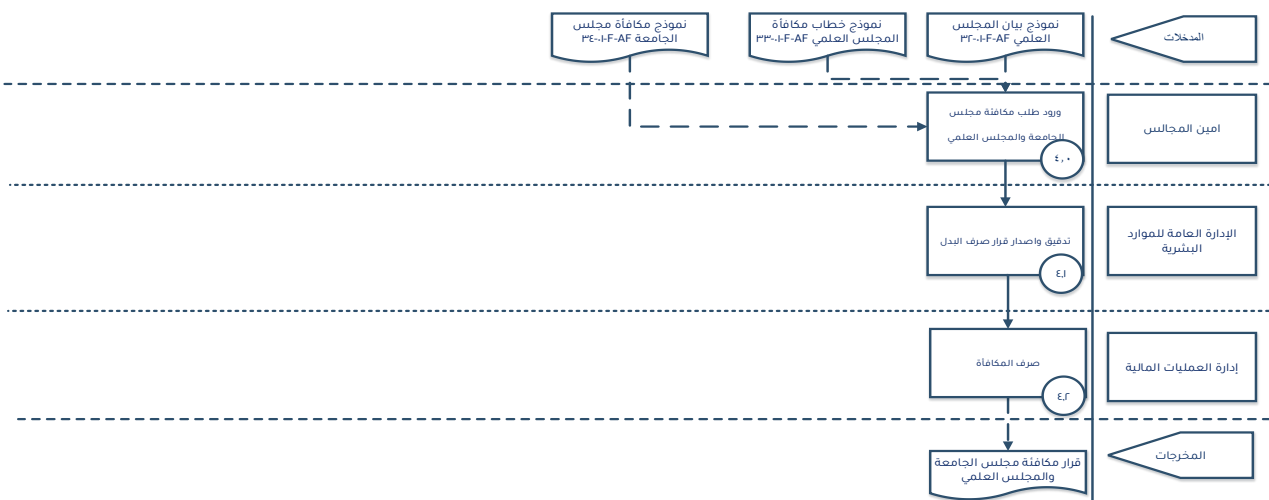 المدخلات
نموذج بيان المجلس
العلمي ٣٢-٠١-F-AF
نموذج خطاب مكافأة
المجلس العلمي ٣٣-٠١-F-AF
نموذج مكافأة مجلس
الجامعة ٣٤-٠١-F-AF
امين المجالس
ورود طلب مكافئة مجلس
الجامعة والمجلس العلمي
٤,٠
الإدارة العامة للموارد
البشرية
تدقيق واصدار قرار صرف البدل
٤,١
إدارة العمليات المالية
صرف المكافأة
٤,٢
المخرجات
قرار مكافئة مجلس الجامعة
والمجلس العلمي